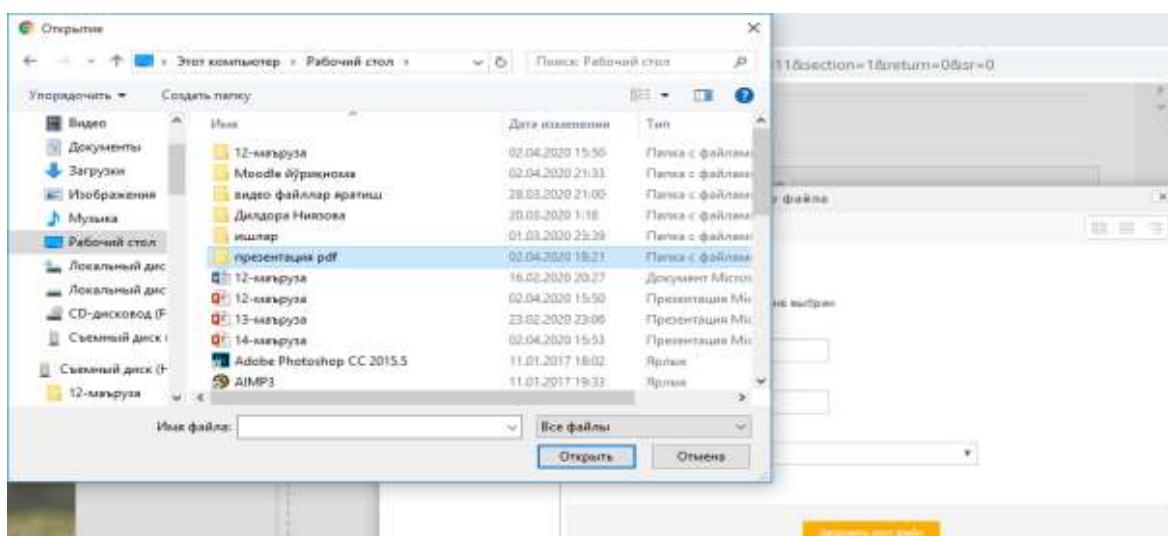 Открытие
Этот компьютер › Рабочий стол ›
Поиск: Рабочий стол
11&section=1&return=0&sr=0
Упорядочить
Создать папку
Видео
Документы
Загрузки
Изображения
Музыка
Рабочий стол
Локальный дис
Локальный дис
CD-дисковод (F
Съемный диск
Съемный диск (H
12-маъруза
Имя Дата изменения Тип
12-маъруза 02.04.2020 15:50 Папка с файлами
Moodle йўриқнома 02.04.2020 21:33 Папка с файлами
видео файллар яратиш 28.03.2020 21:00 Папка с файлами
Дилдора Ниязова 20.03.2020 1:18 Папка с файлами
ишлар 01.03.2020 23:39 Папка с файлами
презентация pdf 02.04.2020 18:21 Папка с файлами
12-маъруза 16.02.2020 20:27 Документ Micros
12-маъруза 02.04.2020 15:50 Презентация Mic
13-маъруза 23.02.2020 23:06 Презентация Mic
14-маъруза 02.04.2020 15:53 Презентация Mic
Adobe Photoshop CC 2015.5 11.01.2017 18:02 Ярлык
AIMP3 11.01.2017 19:33 Ярлык
файла
не выбран
Имя файла:
Все файлы
Открыть
Отмена
Загрузить этот файл